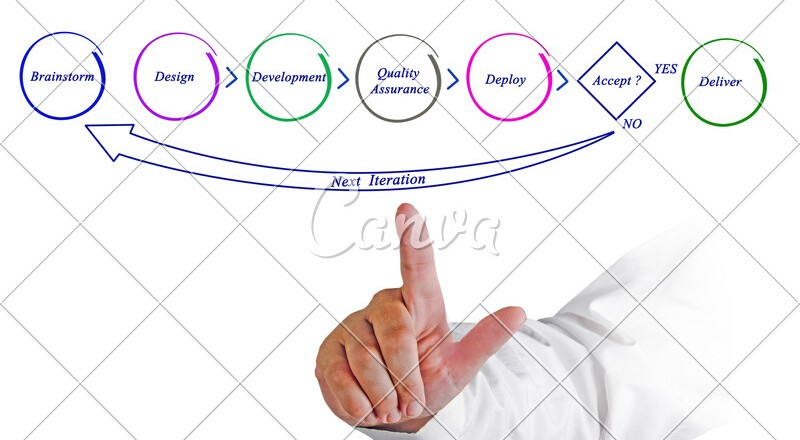 Brainstorm
Design
Development
Quality
Assurance
Deploy
Accept ?
YES
Deliver
NO
Next Iteration
Canva